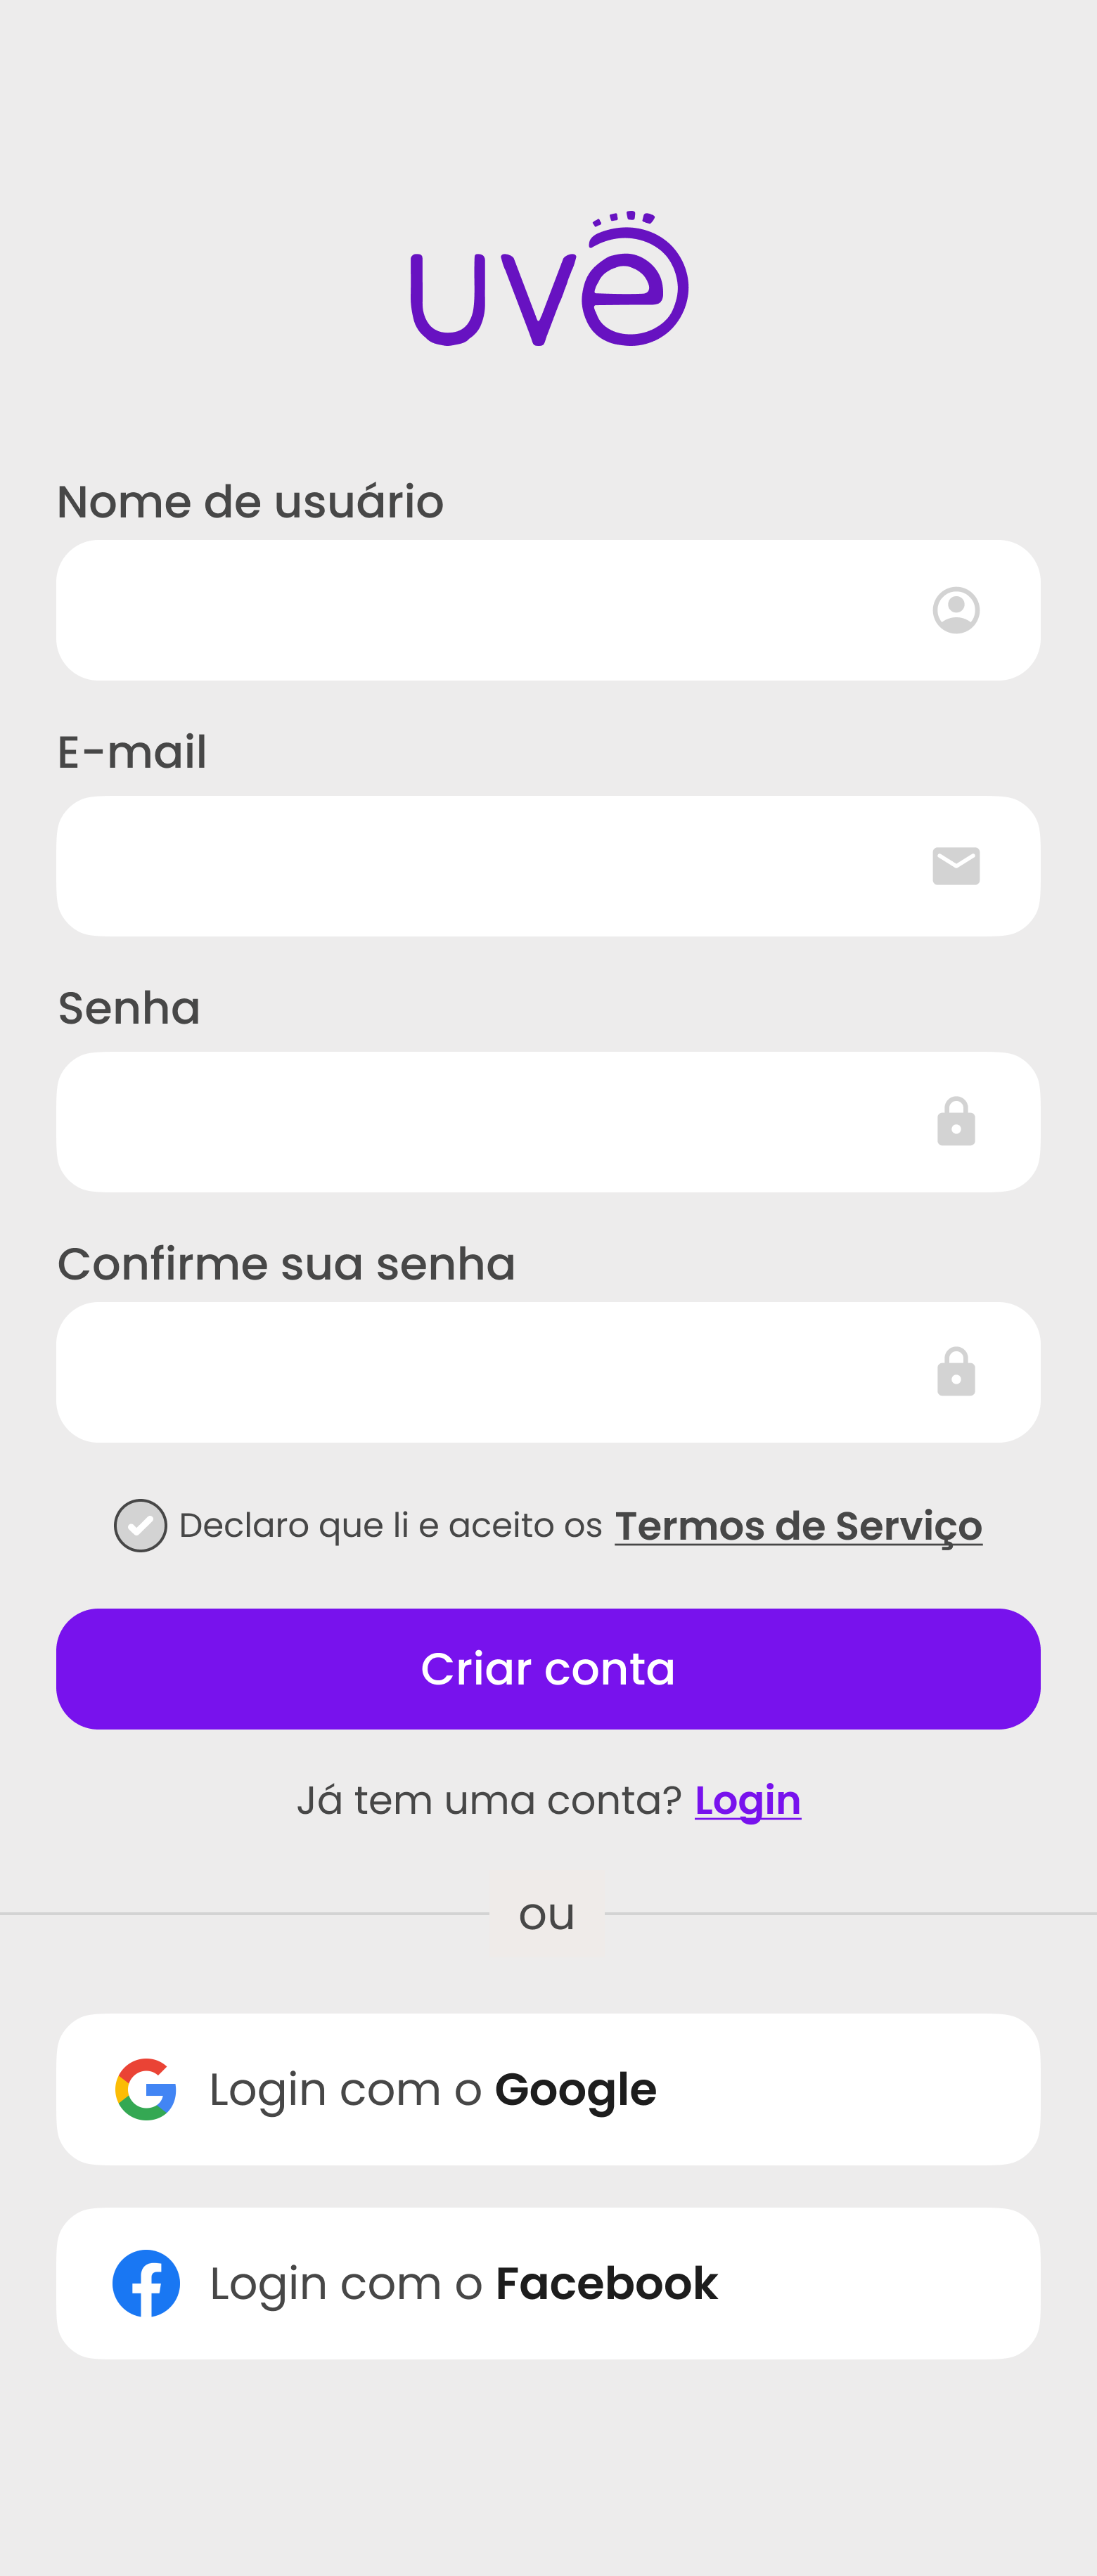 uve
Nome de usuário
E-mail
Senha
Confirme sua senha
Declaro que li e aceito os Termos de Serviço
Criar conta
Já tem uma conta? Login
ou
Login com o Google
Login com o Facebook